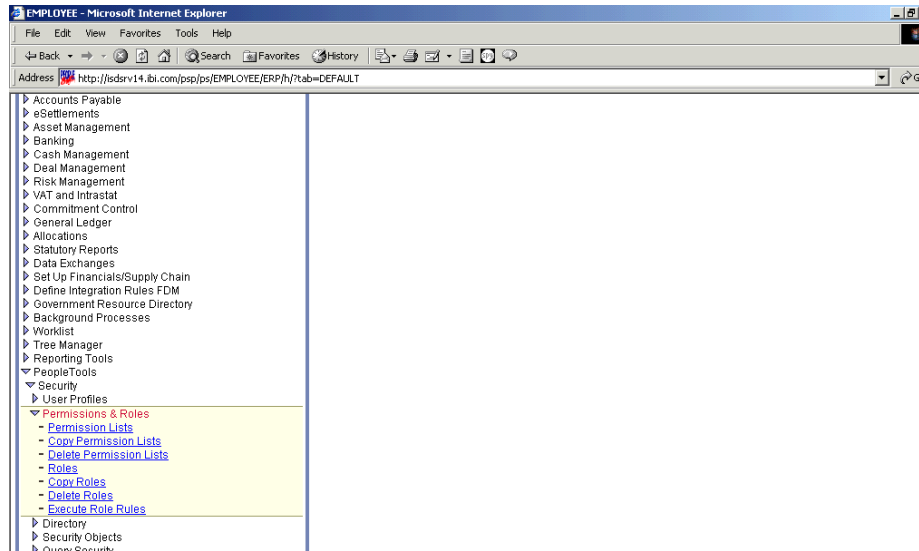 EMPLOYEE - Microsoft Internet Explorer
File Edit View Favorites Tools Help
Back Search Favorites History
Address http://isdsrv14.ibi.com/psp/ps/EMPLOYEE/ERP/h/?tab=DEFAULT
Accounts Payable
eSettlements
Asset Management
Banking
Cash Management
Deal Management
Risk Management
VAT and Intrastat
Commitment Control
General Ledger
Allocations
Statutory Reports
Data Exchanges
Set Up Financials/Supply Chain
Define Integration Rules FDM
Government Resource Directory
Background Processes
Worklist
Tree Manager
Reporting Tools
PeopleTools
Security
User Profiles
Permissions & Roles
- Permission Lists
- Copy Permission Lists
- Delete Permission Lists
- Roles
- Copy Roles
- Delete Roles
- Execute Role Rules
Directory
Security Objects
Query Security